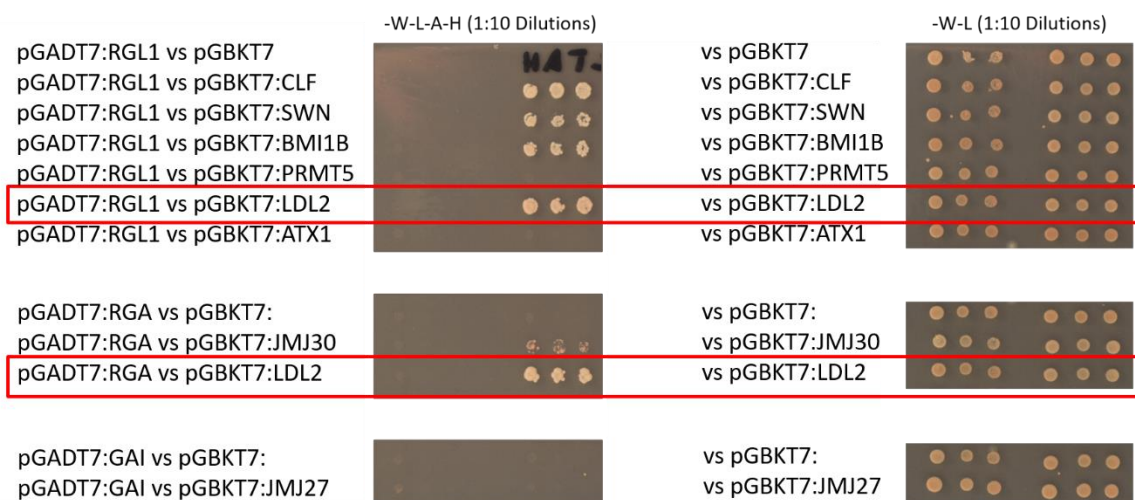 -W-L-A-H (1:10 Dilutions)
-W-L (1:10 Dilutions)
pGADT7:RGL1 vs pGBKT7
vs pGBKT7
HAT-
pGADT7:RGL1 vs pGBKT7:CLF
vs pGBKT7:CLF
pGADT7:RGL1 vs pGBKT7:SWN
vs pGBKT7:SWN
pGADT7:RGL1 vs pGBKT7:BMI1B
vs pGBKT7:BMI1B
pGADT7:RGL1 vs pGBKT7:PRMT5
vs pGBKT7:PRMT5
pGADT7:RGL1 vs pGBKT7:LDL2
vs pGBKT7:LDL2
pGADT7:RGL1 vs pGBKT7:ATX1
vs pGBKT7:ATX1
pGADT7:RGA vs pGBKT7:
vs pGBKT7:
pGADT7:RGA vs pGBKT7:JMJ30
vs pGBKT7:JMJ30
pGADT7:RGA vs pGBKT7:LDL2
vs pGBKT7:LDL2
pGADT7:GAI vs pGBKT7:
vs pGBKT7:
pGADT7:GAI vs pGBKT7:JMJ27
vs pGBKT7:JMJ27